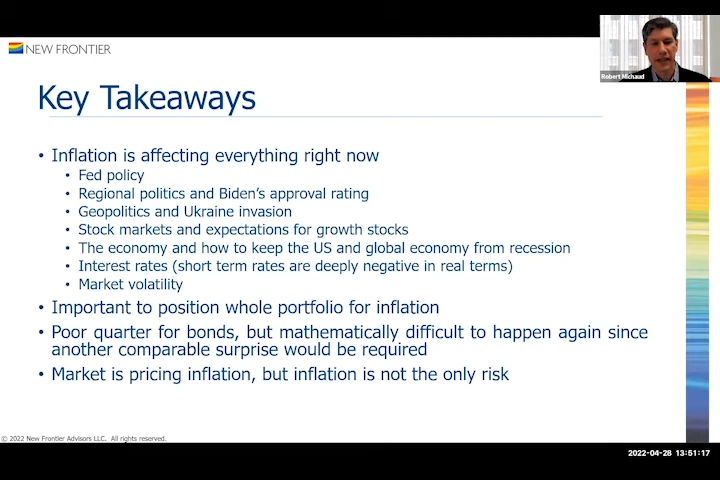 NEW FRONTIER
Robert Michaud
Key Takeaways
• Inflation is affecting everything right now
• Fed policy
• Regional politics and Biden's approval rating
• Geopolitics and Ukraine invasion
• Stock markets and expectations for growth stocks
• The economy and how to keep the US and global economy from recession
• Interest rates (short term rates are deeply negative in real terms)
• Market volatility
• Important to position whole portfolio for inflation
• Poor quarter for bonds, but mathematically difficult to happen again since
another comparable surprise would be required
• Market is pricing inflation, but inflation is not the only risk
© 2022 New Frontier Advisors LLC. All rights reserved.
2022-04-28 13:51:17